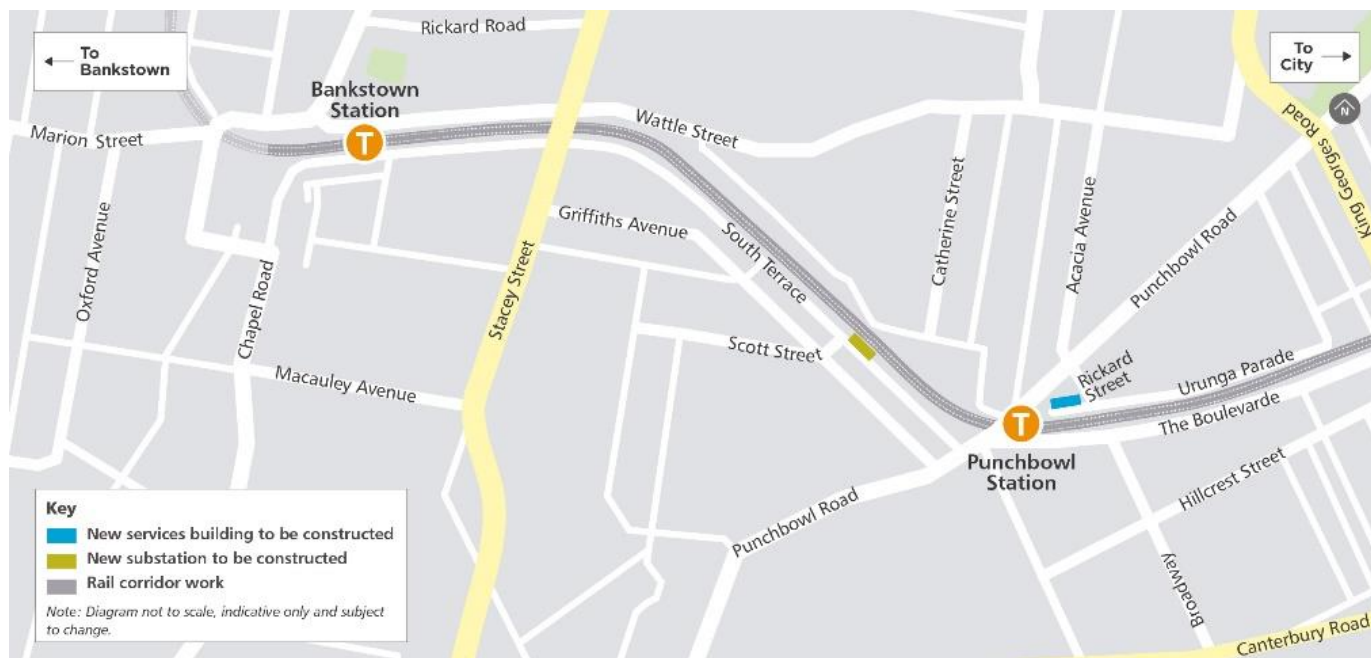 To
Bankstown
Rickard Road
To
City
Bankstown
Station
T
N
Marion Street
Wattle Street
King Georges Road
Oxford Avenue
Chapel Road
Griffiths Avenue
South Terrace
Catherine Street
Acacia Avenue
Punchbowl Road
Stacey Street
Scott Street
Macauley Avenue
Rickard
Street
Urunga Parade
The Boulevarde
T
Punchbowl
Station
Hillcrest Street
Punchbowl Road
Broadway
Canterbury Road
Key
New services building to be constructed
New substation to be constructed
Rail corridor work
Note: Diagram not to scale, indicative only and subject
to change.